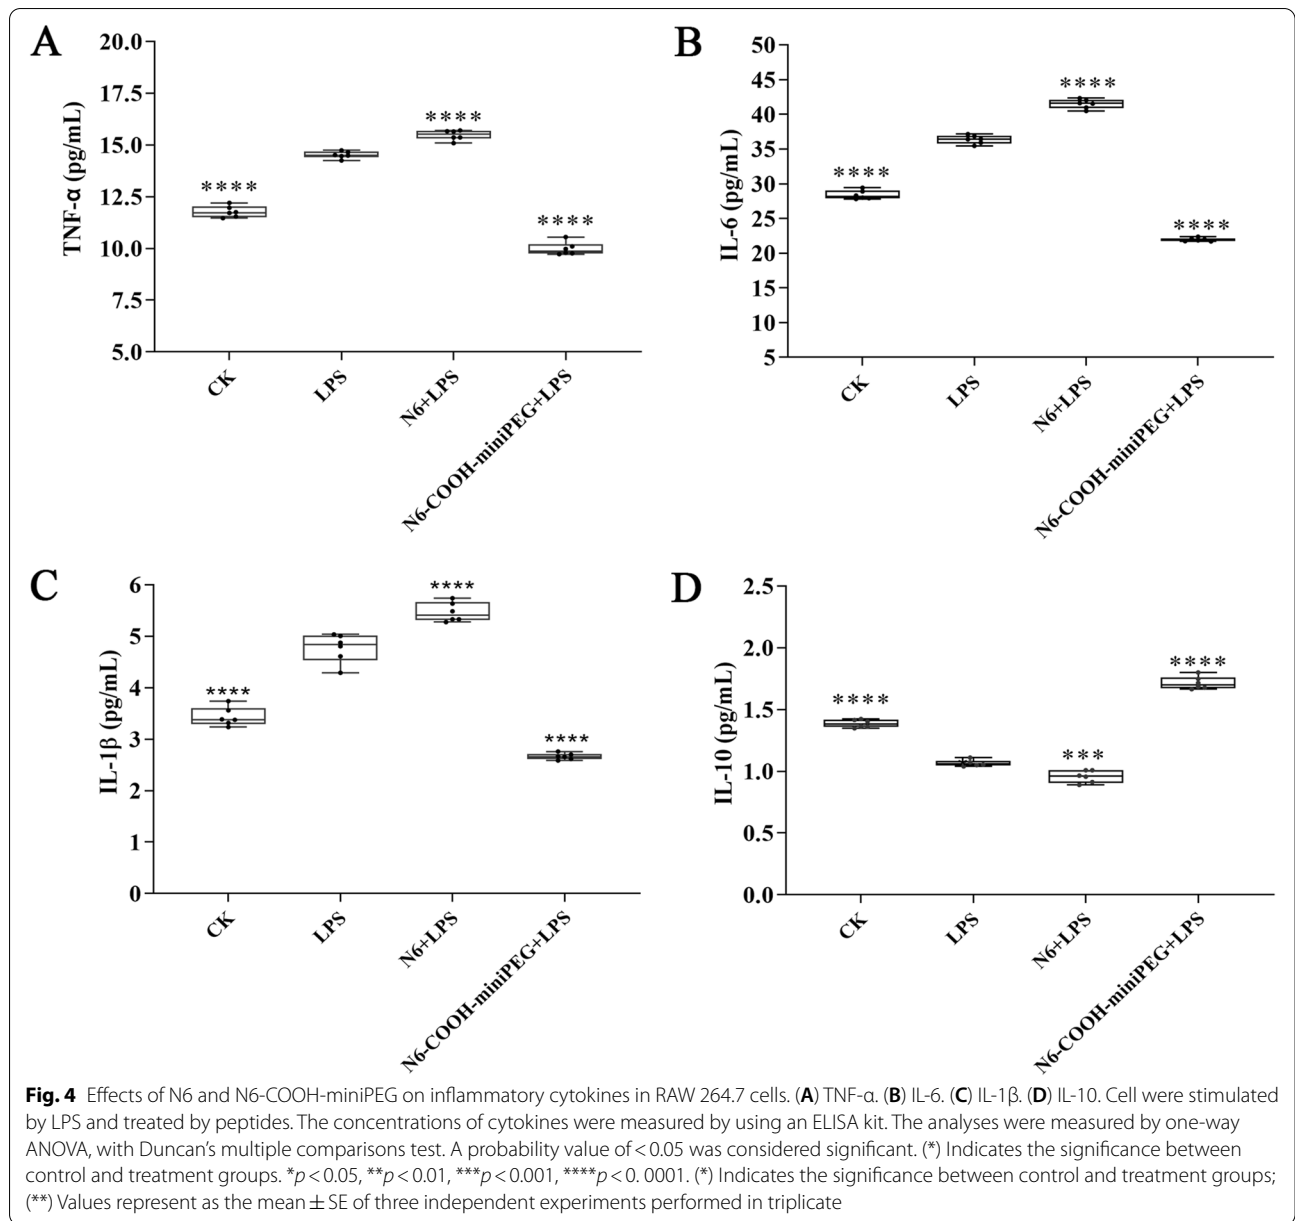 A
TNF-α (pg/mL)
20.0
17.5
15.0
12.5
10.0
7.5
5.0
****
****
****
CK
LPS
N6+LPS
N6-COOH-miniPEG+LPS
B
IL-6 (pg/mL)
50
45
40
35
30
25
20
15
10
5
****
****
****
CK
LPS
N6+LPS
N6-COOH-miniPEG+LPS
C
IL-1β (pg/mL)
6
5
4
3
2
1
0
****
****
****
CK
LPS
N6+LPS
N6-COOH-miniPEG+LPS
D
IL-10 (pg/mL)
2.5
2.0
1.5
1.0
0.5
0.0
****
***
****
CK
LPS
N6+LPS
N6-COOH-miniPEG+LPS
Fig. 4 Effects of N6 and N6-COOH-miniPEG on inflammatory cytokines in RAW 264.7 cells. (A) TNF-α. (B) IL-6. (C) IL-1β. (D) IL-10. Cell were stimulated
by LPS and treated by peptides. The concentrations of cytokines were measured by using an ELISA kit. The analyses were measured by one-way
ANOVA, with Duncan's multiple comparisons test. A probability value of < 0.05 was considered significant. (*) Indicates the significance between
control and treatment groups. *p < 0.05, **p < 0.01, ***p < 0.001, ****p < 0. 0001. (*) Indicates the significance between control and treatment groups;
(**) Values represent as the mean ± SE of three independent experiments performed in triplicate